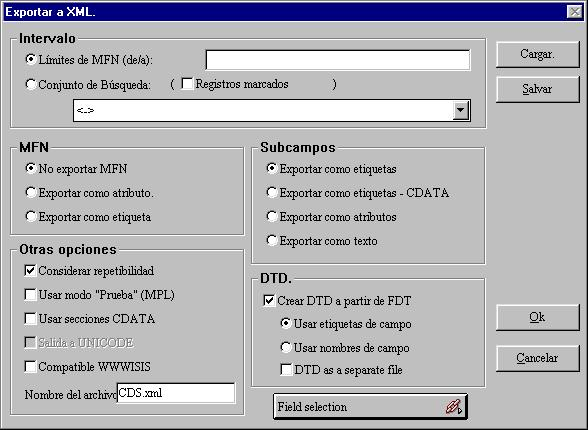 Exportar a XML.
Intervalo
Límites de MFN (de/a):
Conjunto de Búsqueda: ( Registros marcados )
<->
Cargar.
Salvar
MFN
No exportar MFN
Exportar como atributo.
Exportar como etiqueta
Subcampos
Exportar como etiquetas
Exportar como etiquetas - CDATA
Exportar como atributos
Exportar como texto
Otras opciones
Considerar repetibilidad
Usar modo "Prueba" (MPL)
Usar secciones CDATA
Salida a UNICODE
Compatible WWWISIS
Nombre del archivo CDS.xml
DTD.
Crear DTD a partir de FDT
Usar etiquetas de campo
Usar nombres de campo
DTD as a separate file
Field selection
Ok
Cancelar